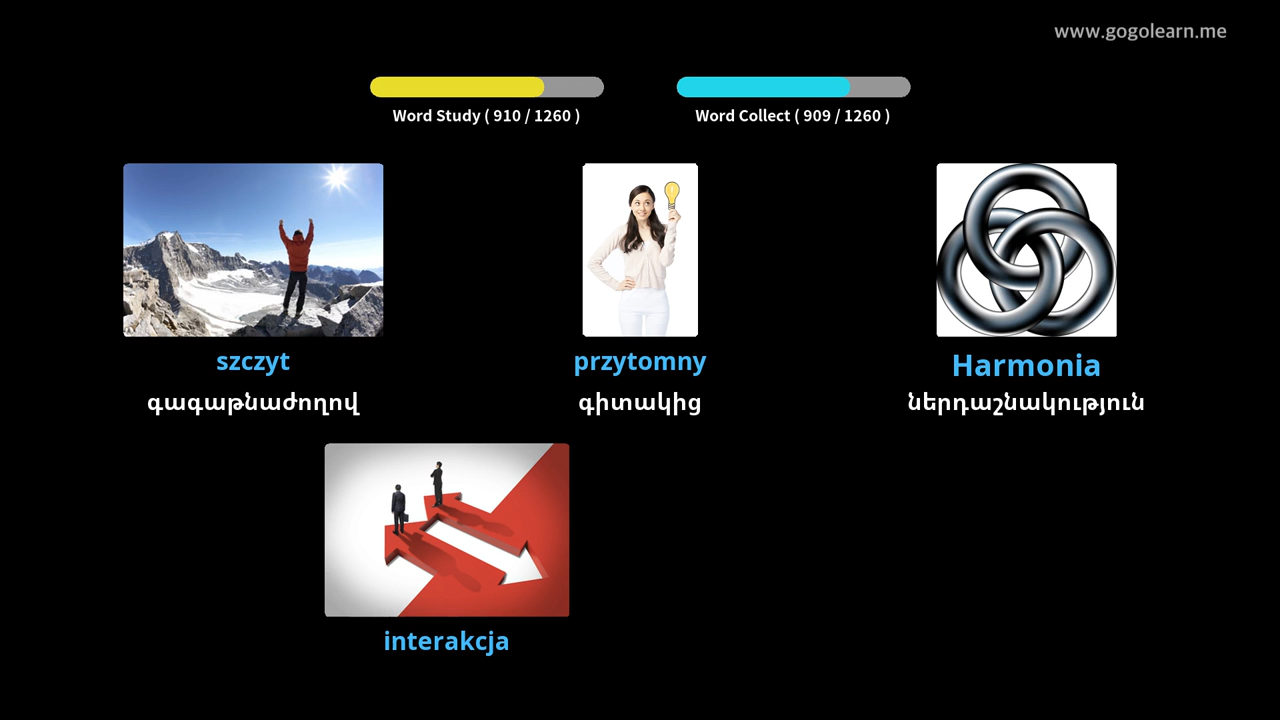 www.gogolearn.me
Word Study ( 910 / 1260 )
Word Collect ( 909 / 1260 )
szczyt
przytomny
Harmonia
գագաթնաժողով
գիտակից
ներդաշնակություն
interakcja